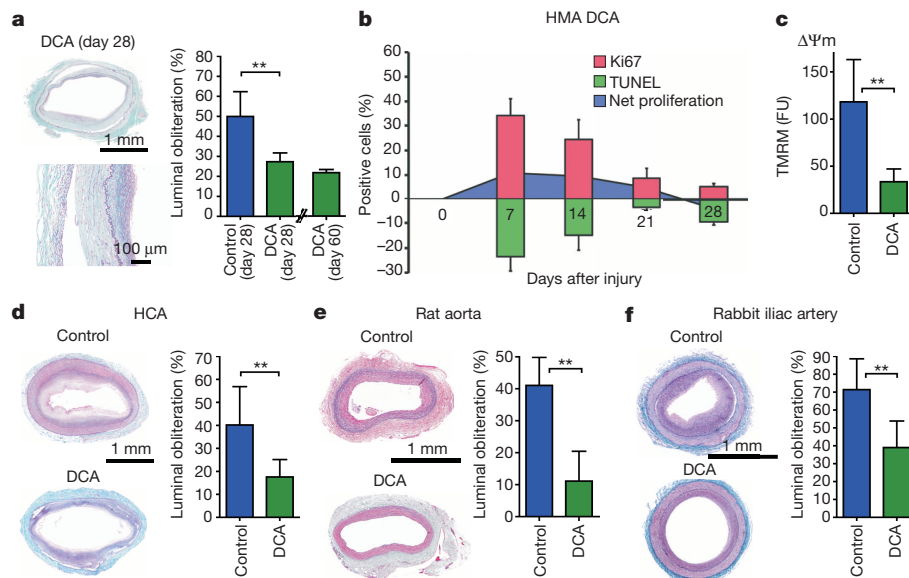 a
DCA (day 28)
1 mm
100 μm
Luminal obliteration (%)
80
70
60
50
40
30
20
10
0
**
Control
(day 28)
DCA
(day 28)
DCA
(day 60)
b
HMA DCA
Positive cells (%)
60
50
40
30
20
10
0
–10
–20
–30
Ki67
TUNEL
Net proliferation
0
7
14
21
28
Days after injury
c
ΔΨm
TMRM (FU)
150
100
50
0
**
Control
DCA
d
HCA
Control
1 mm
DCA
Luminal obliteration (%)
70
60
50
40
30
20
10
0
**
Control
DCA
e
Rat aorta
Control
1 mm
DCA
Luminal obliteration (%)
50
40
30
20
10
0
**
Control
DCA
f
Rabbit iliac artery
Control
1 mm
DCA
Luminal obliteration (%)
90
80
70
60
50
40
30
20
10
0
**
Control
DCA